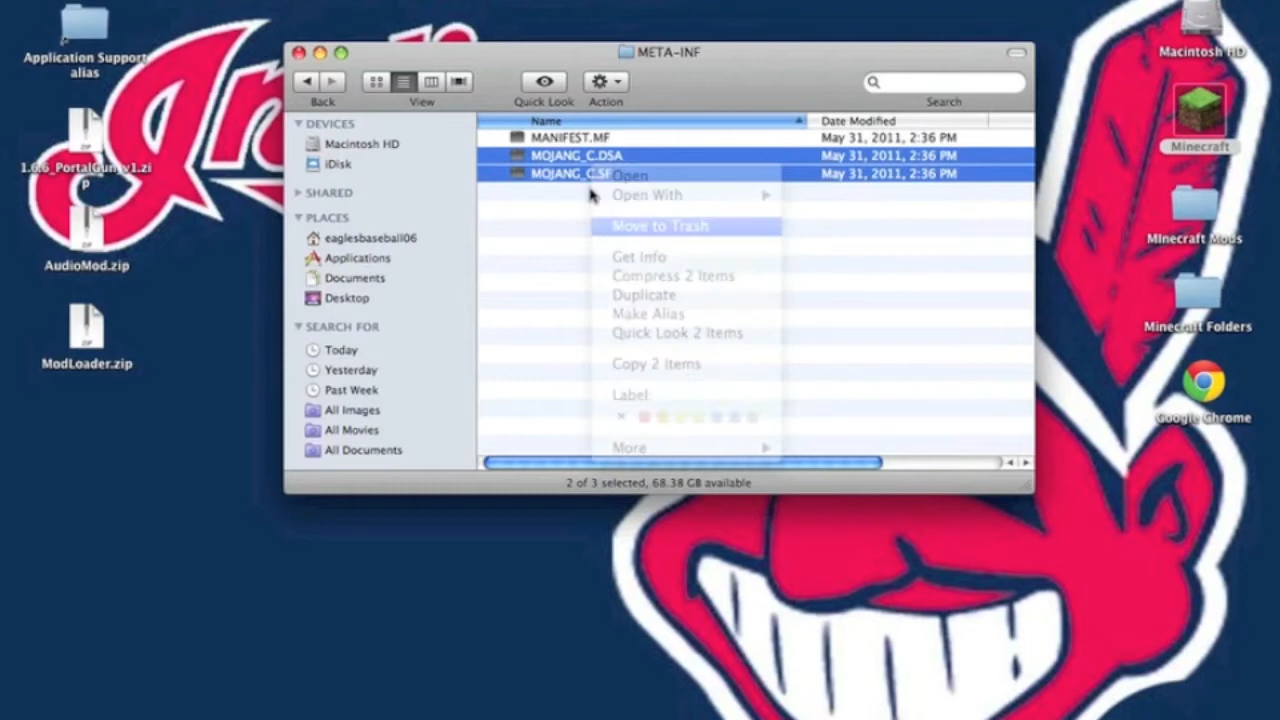 Application Support
alias
1.6.6_PortalGun_v1.zi
p
AudioMod.zip
ModLoader.zip
META-INF
Back
View
Quick Look
Action
Search
DEVICES
Macintosh HD
iDisk
SHARED
PLACES
eaglesbaseball06
Applications
Documents
Desktop
SEARCH FOR
Today
Yesterday
Past Week
All Images
All Movies
All Documents
Name
Date Modified
MANIFEST.MF
May 31, 2011, 2:36 PM
MOJANG_C.DSA
May 31, 2011, 2:36 PM
MOJANG_C.SF
May 31, 2011, 2:36 PM
Open
Open With
Move to Trash
Get Info
Compress 2 Items
Duplicate
Make Alias
Quick Look 2 Items
Copy 2 Items
Label:
More
2 of 3 selected, 68.38 GB available
Macintosh HD
Minecraft
MInecraft Mods
Minecraft Folders
Google Chrome